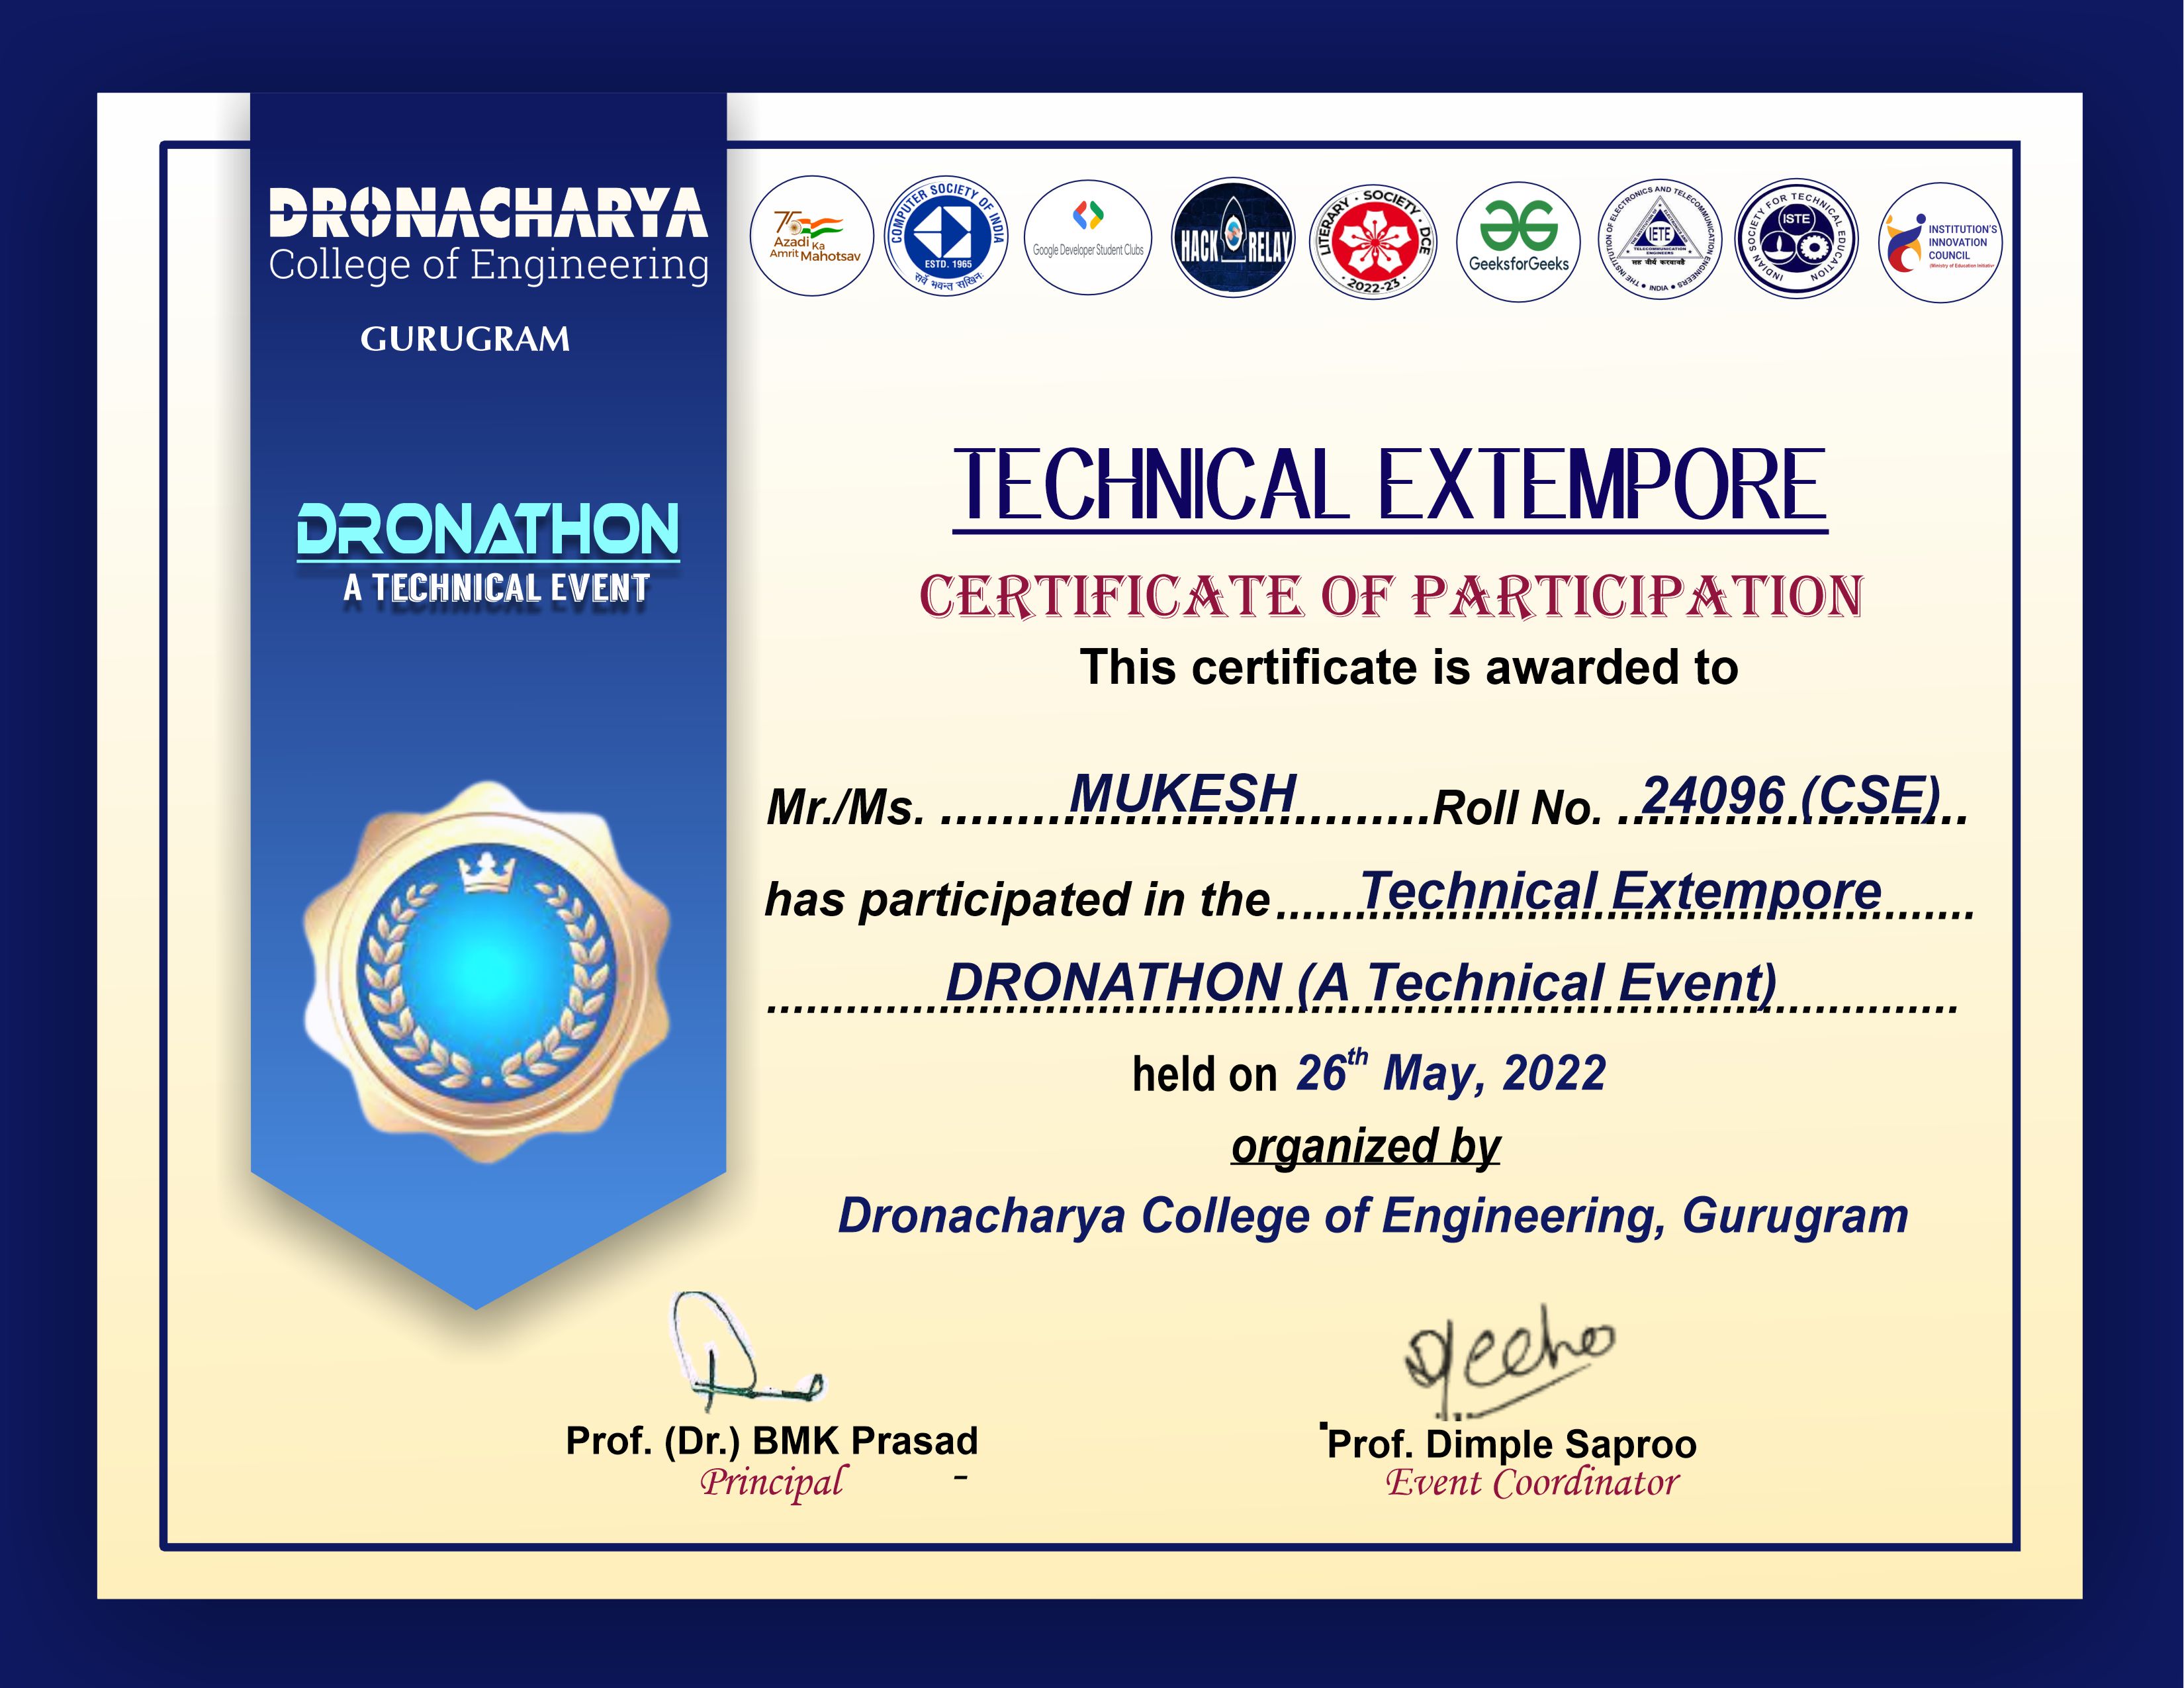 DRONACHARYA
College of Engineering
GURUGRAM
DRONATHON
A TECHNICAL EVENT
75
Azadi Ka
Amrit Mahotsav
COMPUTER SOCIETY OF INDIA
ESTD. 1965
Google Developer Student Clubs
HACK RELAY
LITERARY · SOCIETY · DCE
· 2022-23 ·
GeeksforGeeks
THE INSTITUTION OF ELECTRONICS AND TELECOMMUNICATION ENGINEERS
IETE
INDIA
INDIAN SOCIETY FOR TECHNICAL EDUCATION
ISTE
INSTITUTION'S
INNOVATION
COUNCIL
(Ministry of Education Initiative)
TECHNICAL EXTEMPORE
CERTIFICATE OF PARTICIPATION
This certificate is awarded to
Mr./Ms. MUKESH Roll No. 24096 (CSE)
has participated in the Technical Extempore
DRONATHON (A Technical Event)
held on 26th May, 2022
organized by
Dronacharya College of Engineering, Gurugram
Prof. (Dr.) BMK Prasad
Principal
Prof. Dimple Saproo
Event Coordinator